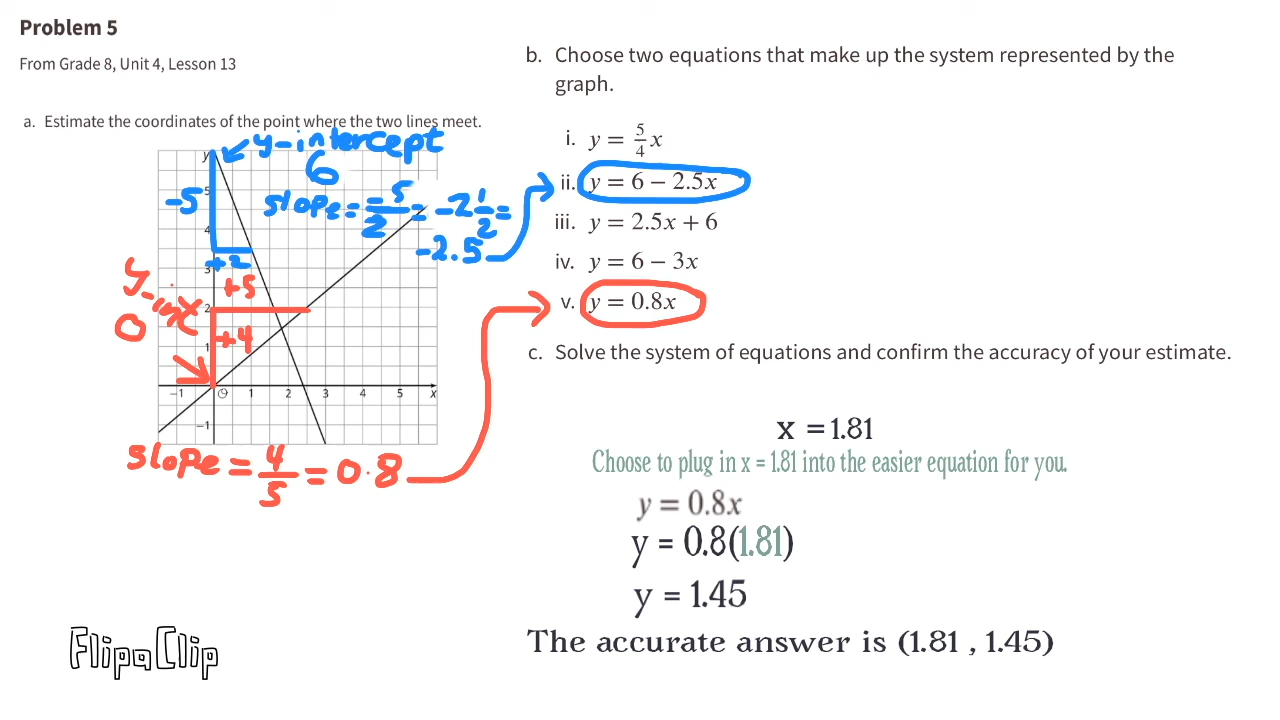 Problem 5
From Grade 8, Unit 4, Lesson 13
a. Estimate the coordinates of the point where the two lines meet.
y
y-intercept
6
5
-5
slope = -5/2 = -2 1/2 =
-2.5
4
+2
3
+5
y-int
0
2
+4
1
-1
O
1
2
3
4
5
x
-1
slope = 4/5 = 0.8
b. Choose two equations that make up the system represented by the
graph.
i. y = 5/4 x
ii. y = 6 − 2.5x
iii. y = 2.5x + 6
iv. y = 6 − 3x
v. y = 0.8x
c. Solve the system of equations and confirm the accuracy of your estimate.
x = 1.81
Choose to plug in x = 1.81 into the easier equation for you.
y = 0.8x
y = 0.8(1.81)
y = 1.45
The accurate answer is (1.81 , 1.45)
FlipaClip